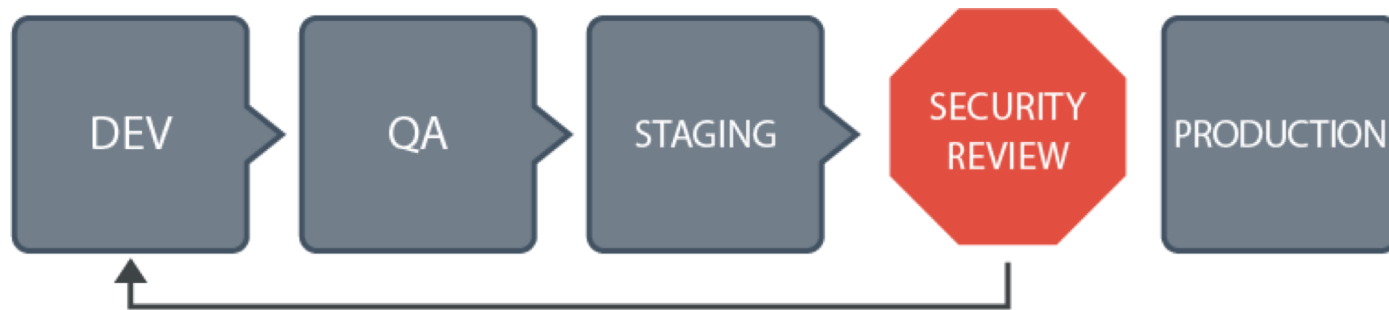 DEV
QA
STAGING
SECURITY
REVIEW
PRODUCTION